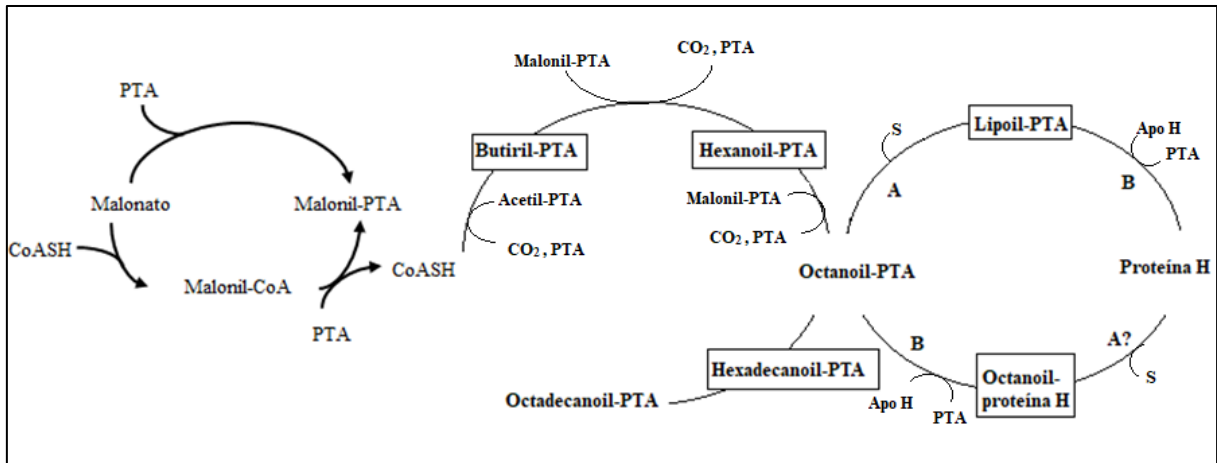 PTA
Malonato
Malonil-PTA
CoASH
Malonil-CoA
PTA
CoASH
Butiril-PTA
Acetil-PTA
CO₂, PTA
Malonil-PTA
CO₂, PTA
Hexanoil-PTA
Malonil-PTA
CO₂, PTA
Octanoil-PTA
S
A
Lipoil-PTA
Apo H
PTA
B
Proteína H
Hexadecanoil-PTA
Octadecanoil-PTA
B
Apo H
PTA
Octanoil-
proteína H
A?
S